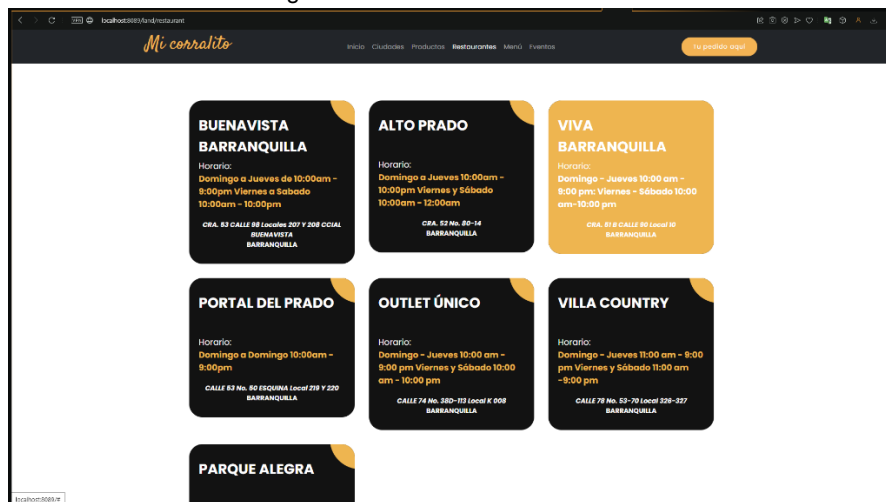 localhost:8089/land/restaurant
Mi corralito
Inicio Ciudades Productos Restaurantes Menú Eventos
Tu pedido aquí
BUENAVISTA
BARRANQUILLA
Horario:
Domingo a Jueves de 10:00am -
9:00pm Viernes a Sabado
10:00am - 10:00pm
CRA. 53 CALLE 98 Locales 207 Y 208 CCIAL
BUENAVISTA
BARRANQUILLA
ALTO PRADO
Horario:
Domingo a Jueves 10:00am -
10:00pm Viernes y Sábado
10:00am - 12:00am
CRA. 52 No. 80-14
BARRANQUILLA
VIVA
BARRANQUILLA
Horario:
Domingo - Jueves 10:00 am -
9:00 pm: Viernes - Sábado 10:00
am-10:00 pm
CRA. 51 B CALLE 90 Local 10
BARRANQUILLA
PORTAL DEL PRADO
Horario:
Domingo a Domingo 10:00am -
9:00pm
CALLE 53 No. 50 ESQUINA Local 219 Y 220
BARRANQUILLA
OUTLET ÚNICO
Horario:
Domingo - Jueves 10:00 am -
9:00 pm Viernes y Sábado 10:00
am - 10:00 pm
CALLE 74 No. 38D-113 Local K 008
BARRANQUILLA
VILLA COUNTRY
Horario:
Domingo - Jueves 11:00 am - 9:00
pm Viernes y Sábado 11:00 am
-9:00 pm
CALLE 78 No. 53-70 Local 326-327
BARRANQUILLA
PARQUE ALEGRA
localhost:8089/#